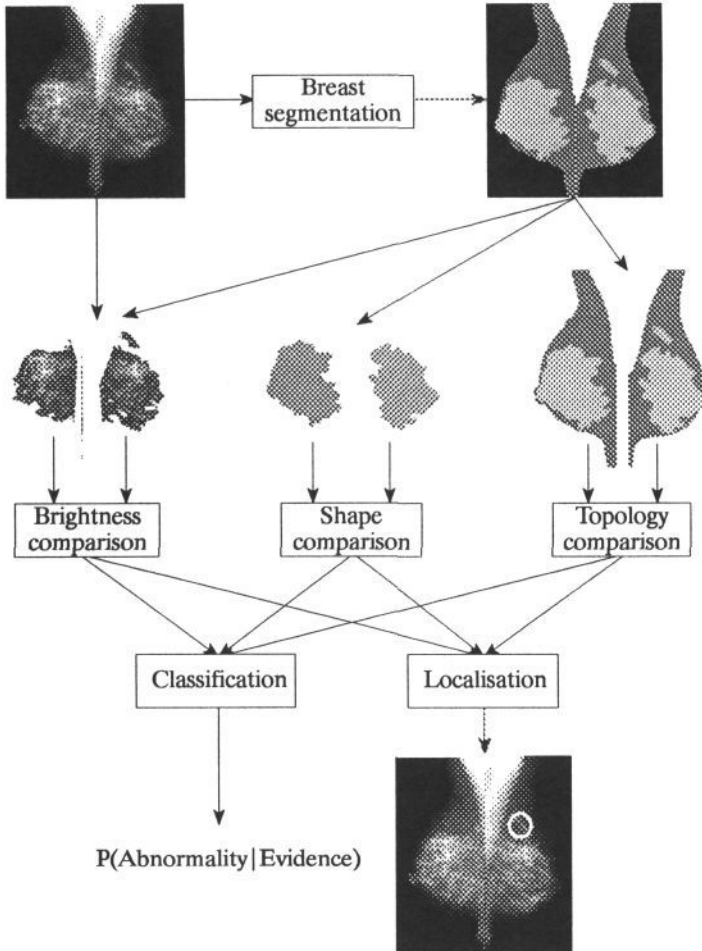 Breast
segmentation
Brightness
comparison
Shape
comparison
Topology
comparison
Classification
Localisation
P(Abnormality|Evidence)